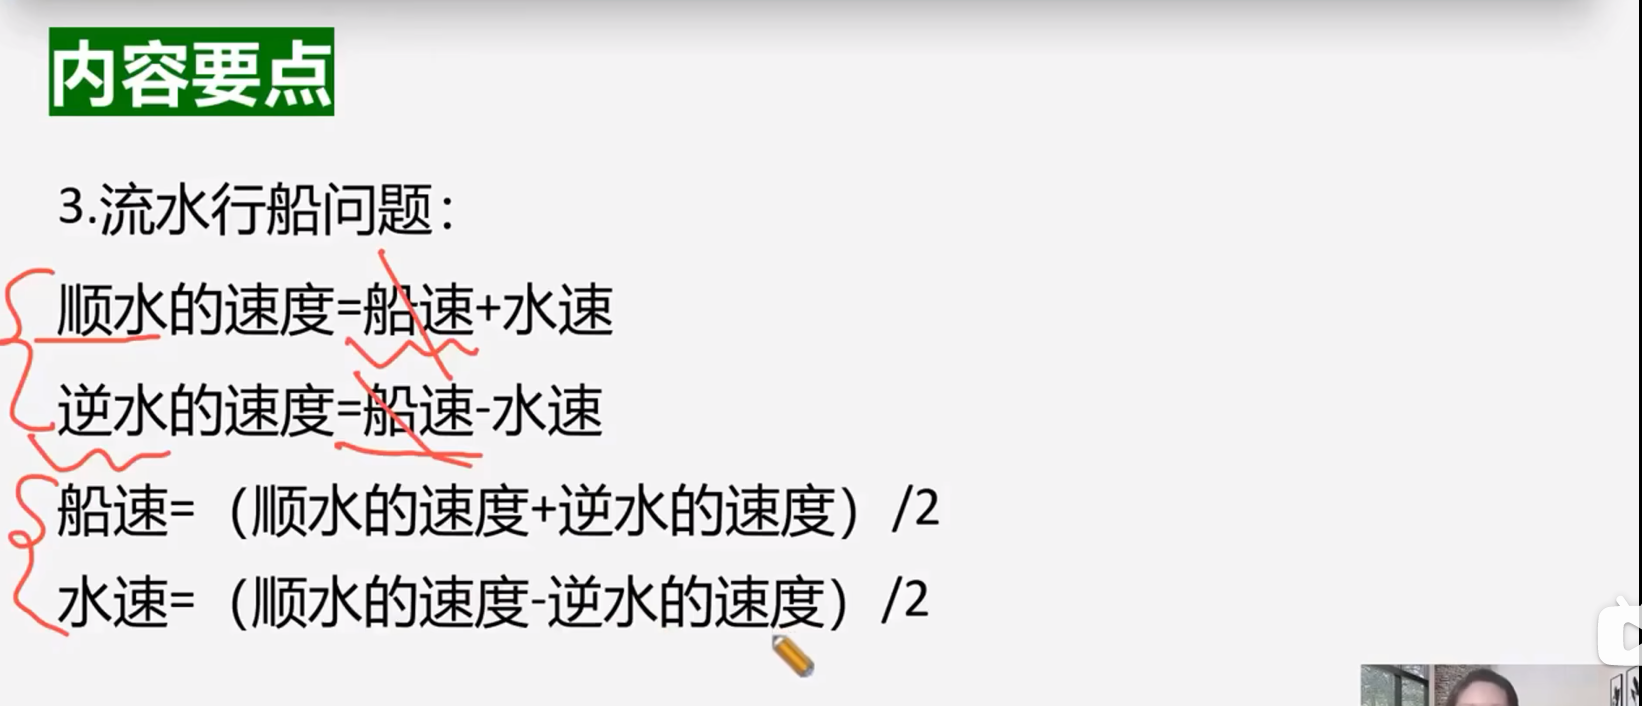 内容要点
3.流水行船问题：
顺水的速度=船速+水速
逆水的速度=船速-水速
船速=（顺水的速度+逆水的速度）/2
水速=（顺水的速度-逆水的速度）/2